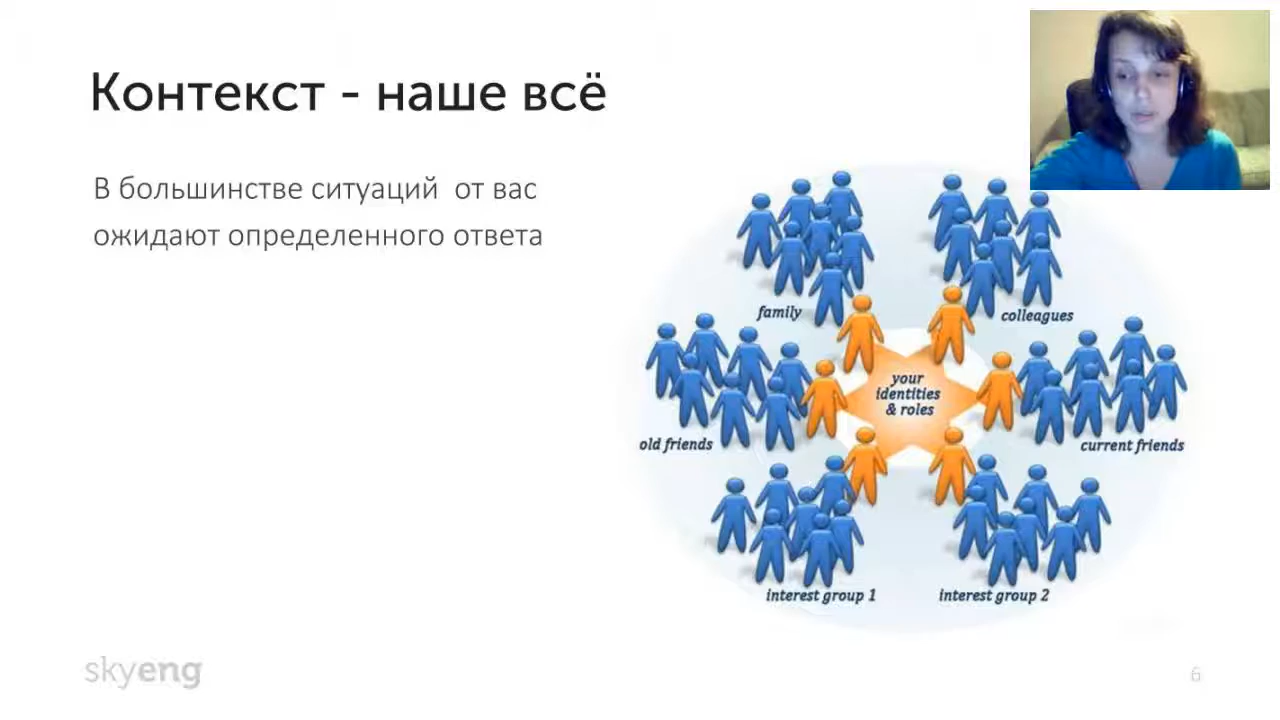 Контекст - наше всё
В большинстве ситуаций от вас
ожидают определенного ответа
family
colleagues
your
identities
& roles
old friends
current friends
interest group 1
interest group 2
skyeng
6